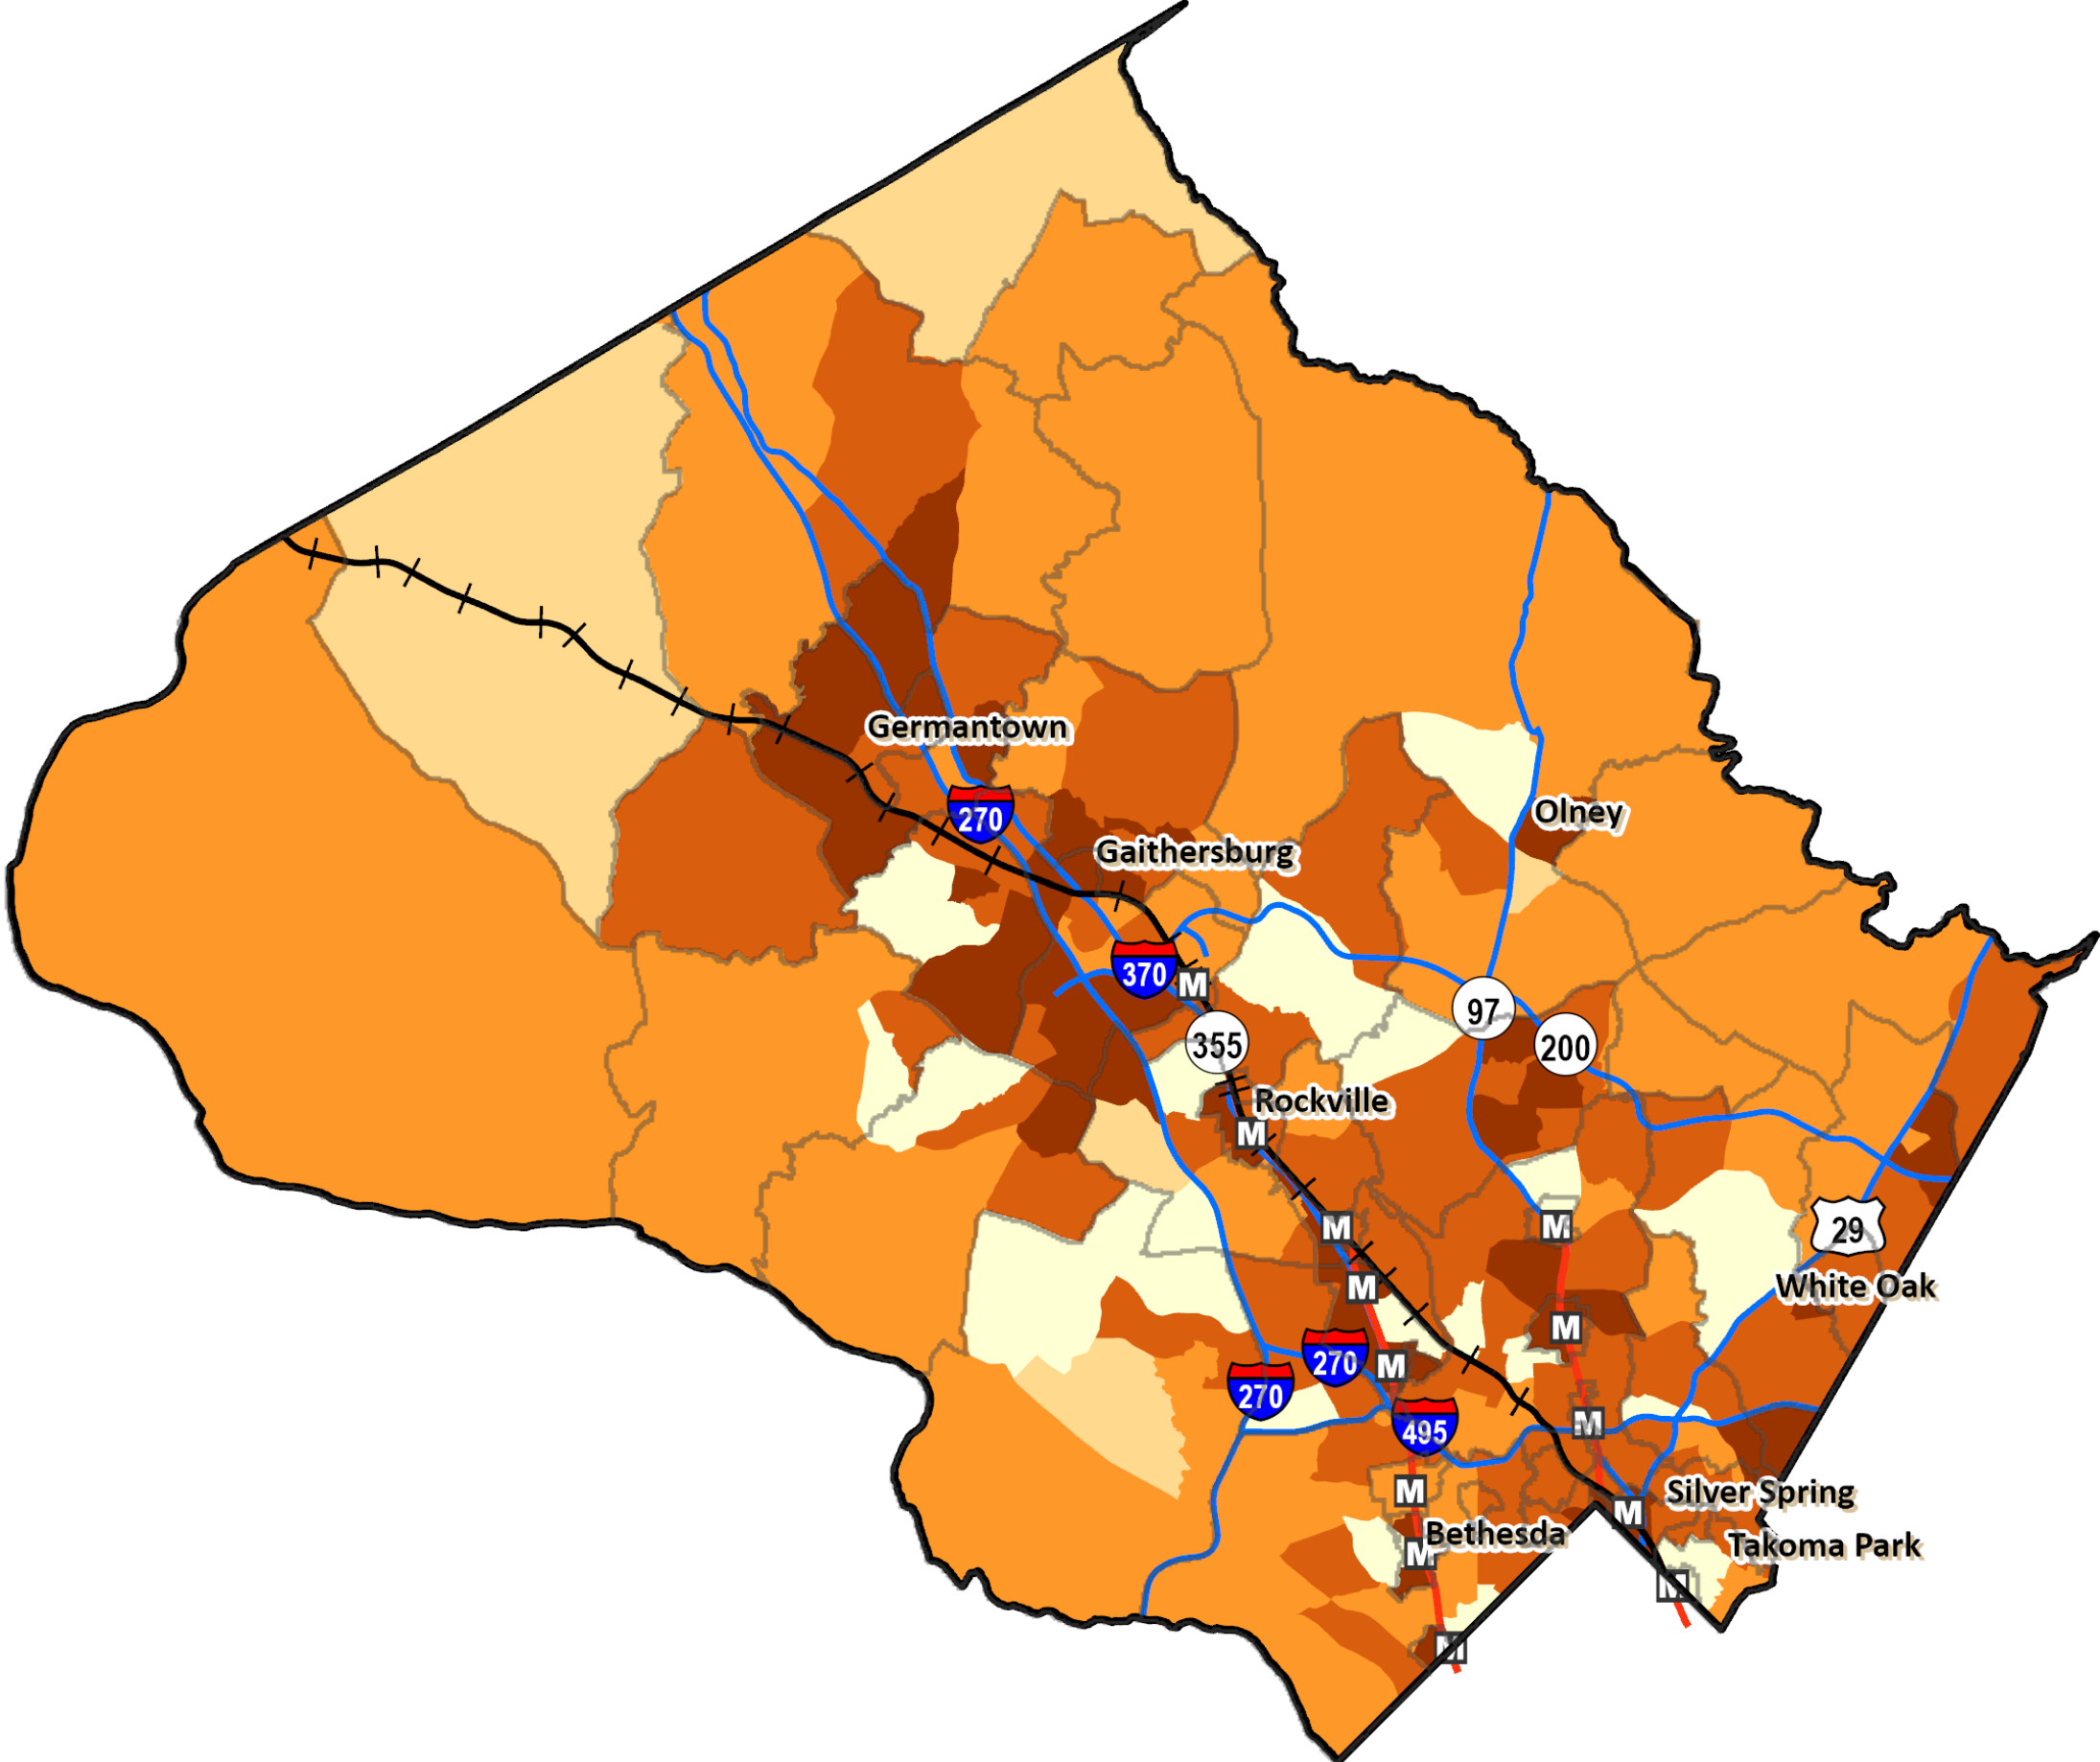 Germantown
270
Olney
Gaithersburg
370
M
97
355
200
Rockville
M
M
M
29
M
White Oak
M
270
M
270
495
M
M
Silver Spring
M
Bethesda
M
Takoma Park
M
M